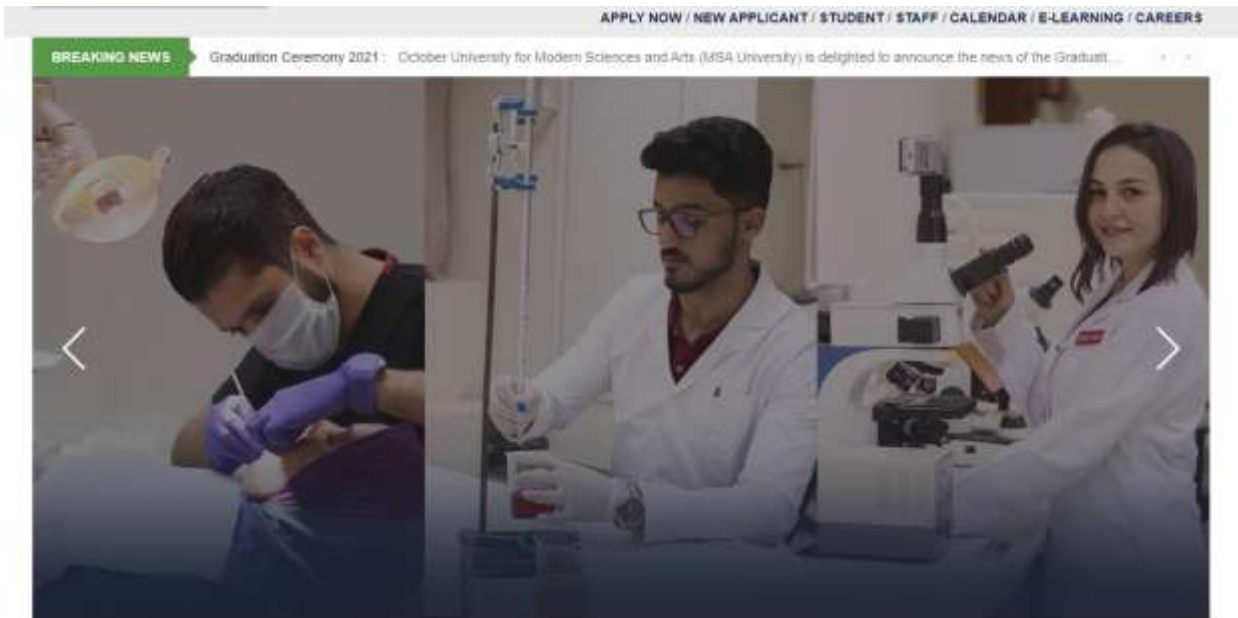 APPLY NOW / NEW APPLICANT / STUDENT / STAFF / CALENDAR / E-LEARNING / CAREERS
BREAKING NEWS Graduation Ceremony 2021 : October University for Modern Sciences and Arts (MSA University) is delighted to announce the news of the Graduati...